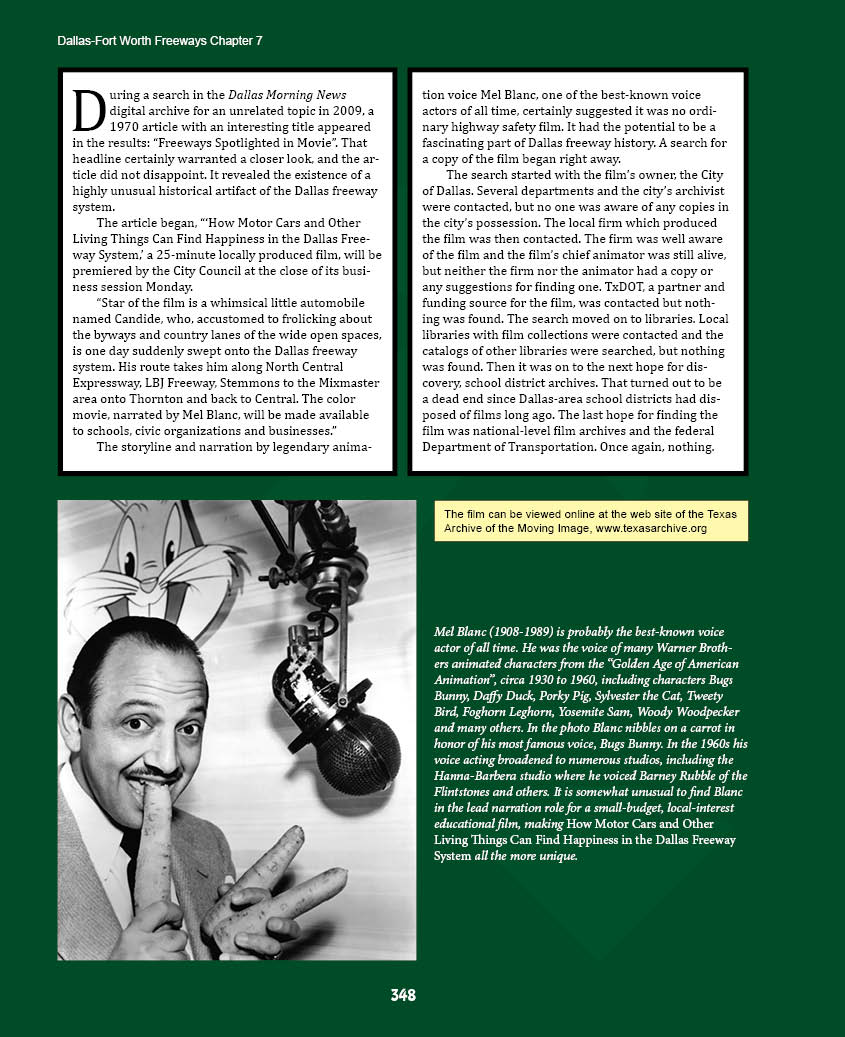 Dallas-Fort Worth Freeways Chapter 7
During a search in the Dallas Morning News
digital archive for an unrelated topic in 2009, a
1970 article with an interesting title appeared
in the results: “Freeways Spotlighted in Movie”. That
headline certainly warranted a closer look, and the ar-
ticle did not disappoint. It revealed the existence of a
highly unusual historical artifact of the Dallas freeway
system.
The article began, “‘How Motor Cars and Other
Living Things Can Find Happiness in the Dallas Free-
way System,’ a 25-minute locally produced film, will be
premiered by the City Council at the close of its busi-
ness session Monday.
“Star of the film is a whimsical little automobile
named Candide, who, accustomed to frolicking about
the byways and country lanes of the wide open spaces,
is one day suddenly swept onto the Dallas freeway
system. His route takes him along North Central
Expressway, LBJ Freeway, Stemmons to the Mixmaster
area onto Thornton and back to Central. The color
movie, narrated by Mel Blanc, will be made available
to schools, civic organizations and businesses.”
The storyline and narration by legendary anima-
tion voice Mel Blanc, one of the best-known voice
actors of all time, certainly suggested it was no ordi-
nary highway safety film. It had the potential to be a
fascinating part of Dallas freeway history. A search for
a copy of the film began right away.
The search started with the film’s owner, the City
of Dallas. Several departments and the city’s archivist
were contacted, but no one was aware of any copies in
the city’s possession. The local firm which produced
the film was then contacted. The firm was well aware
of the film and the film’s chief animator was still alive,
but neither the firm nor the animator had a copy or
any suggestions for finding one. TxDOT, a partner and
funding source for the film, was contacted but noth-
ing was found. The search moved on to libraries. Local
libraries with film collections were contacted and the
catalogs of other libraries were searched, but nothing
was found. Then it was on to the next hope for dis-
covery, school district archives. That turned out to be
a dead end since Dallas-area school districts had dis-
posed of films long ago. The last hope for finding the
film was national-level film archives and the federal
Department of Transportation. Once again, nothing.
The film can be viewed online at the web site of the Texas
Archive of the Moving Image, www.texasarchive.org
Mel Blanc (1908-1989) is probably the best-known voice
actor of all time. He was the voice of many Warner Broth-
ers animated characters from the “Golden Age of American
Animation”, circa 1930 to 1960, including characters Bugs
Bunny, Daffy Duck, Porky Pig, Sylvester the Cat, Tweety
Bird, Foghorn Leghorn, Yosemite Sam, Woody Woodpecker
and many others. In the photo Blanc nibbles on a carrot in
honor of his most famous voice, Bugs Bunny. In the 1960s his
voice acting broadened to numerous studios, including the
Hanna-Barbera studio where he voiced Barney Rubble of the
Flintstones and others. It is somewhat unusual to find Blanc
in the lead narration role for a small-budget, local-interest
educational film, making How Motor Cars and Other
Living Things Can Find Happiness in the Dallas Freeway
System all the more unique.
348